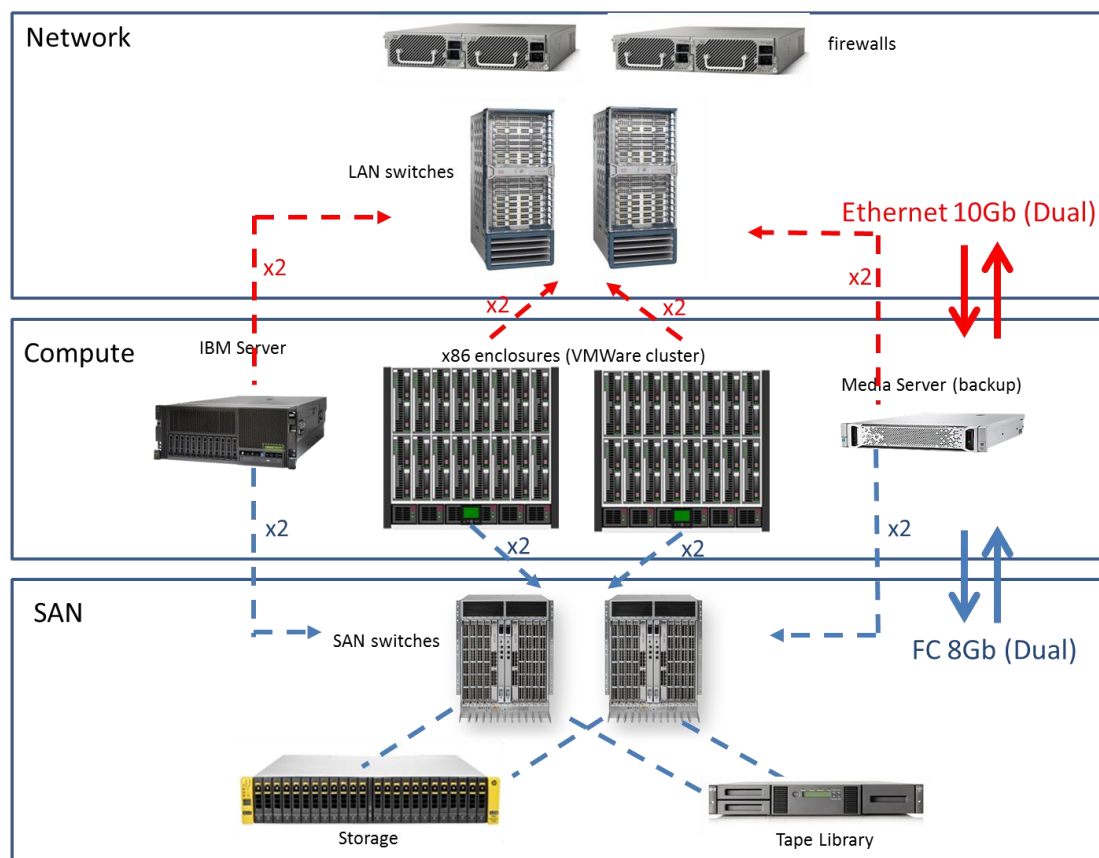 Network
firewalls
LAN switches
Ethernet 10Gb (Dual)
x2
x2
x2
x2
Compute
IBM Server
x86 enclosures (VMWare cluster)
Media Server (backup)
x2
x2
x2
x2
SAN
SAN switches
FC 8Gb (Dual)
Storage
Tape Library